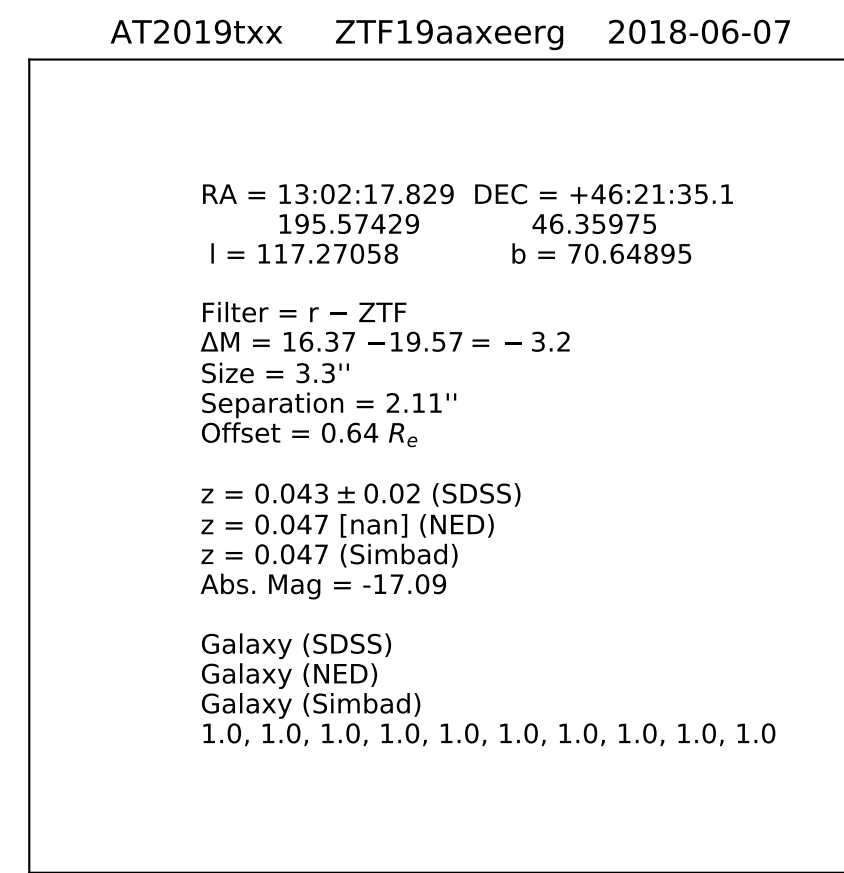 AT2019txx ZTF19aaxeerg 2018-06-07
RA = 13:02:17.829 DEC = +46:21:35.1
195.57429 46.35975
l = 117.27058 b = 70.64895
Filter = r − ZTF
ΔM = 16.37 −19.57 = − 3.2
Size = 3.3''
Separation = 2.11''
Offset = 0.64 Rₑ
z = 0.043 ± 0.02 (SDSS)
z = 0.047 [nan] (NED)
z = 0.047 (Simbad)
Abs. Mag = -17.09
Galaxy (SDSS)
Galaxy (NED)
Galaxy (Simbad)
1.0, 1.0, 1.0, 1.0, 1.0, 1.0, 1.0, 1.0, 1.0, 1.0